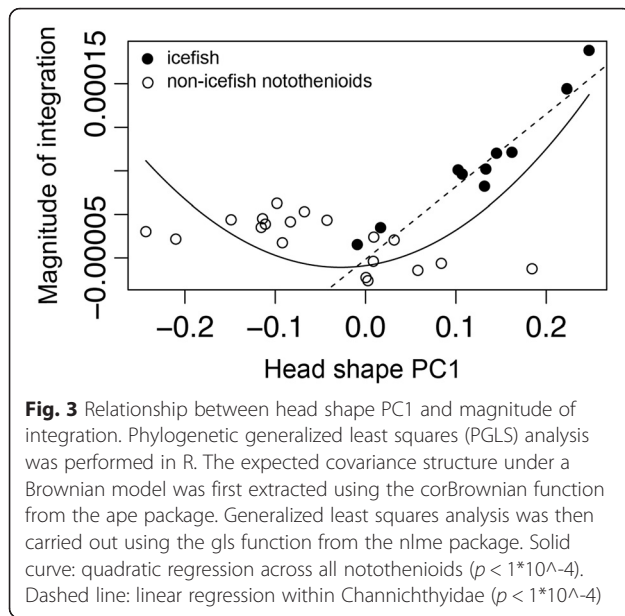 icefish
non-icefish notothenioids
Magnitude of integration
0.00015
0.00005
-0.00005
-0.2 -0.1 0.0 0.1 0.2
Head shape PC1
Fig. 3 Relationship between head shape PC1 and magnitude of
integration. Phylogenetic generalized least squares (PGLS) analysis
was performed in R. The expected covariance structure under a
Brownian model was first extracted using the corBrownian function
from the ape package. Generalized least squares analysis was then
carried out using the gls function from the nlme package. Solid
curve: quadratic regression across all notothenioids (p < 1*10^-4).
Dashed line: linear regression within Channichthyidae (p < 1*10^-4)